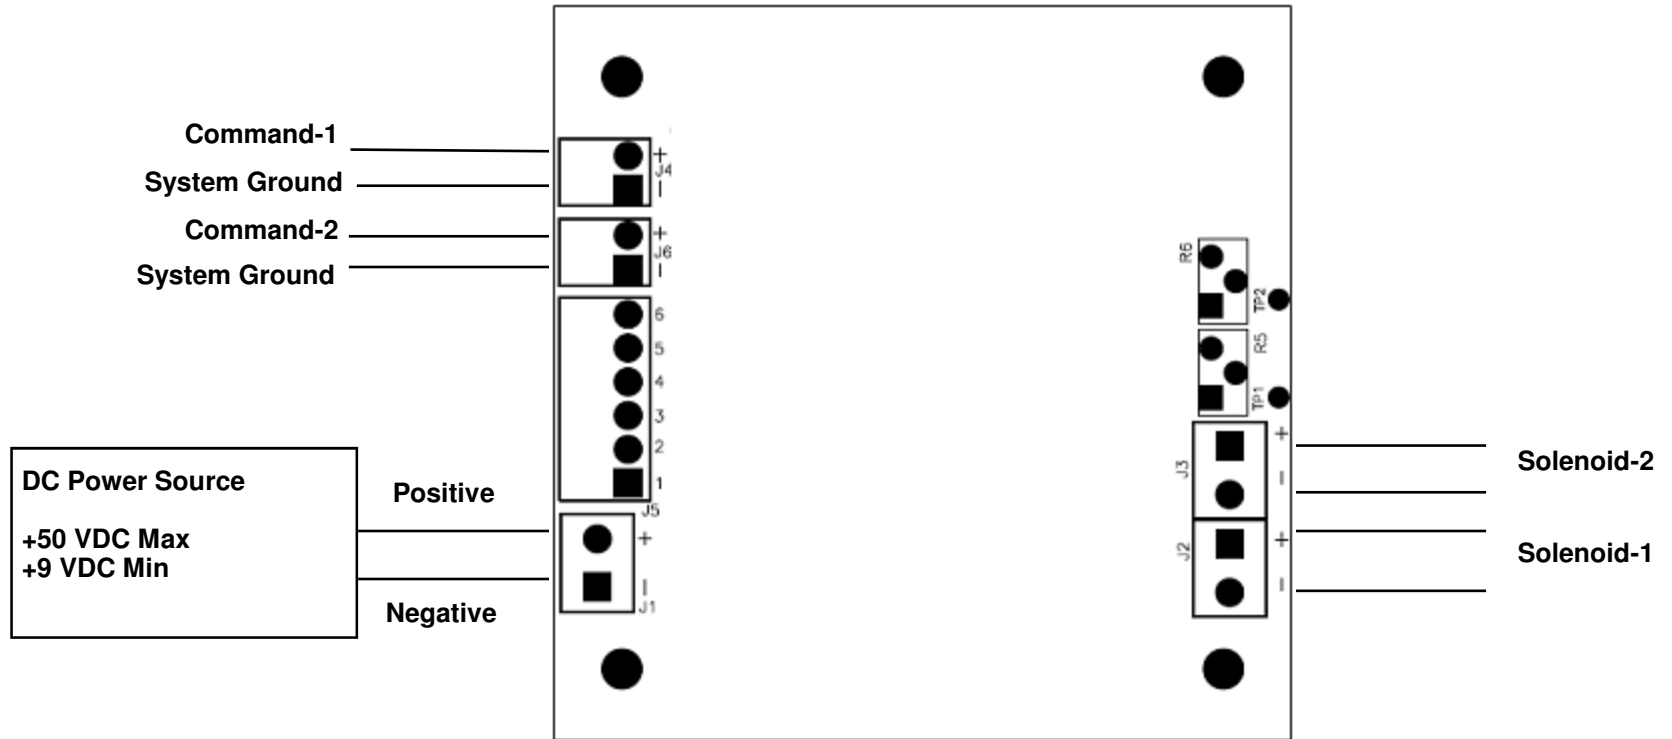 Command-1
System Ground
Command-2
System Ground
+
J4
-
+
J6
-
6
5
4
3
2
1
J5
DC Power Source
+50 VDC Max
+9 VDC Min
Positive
Negative
+
-
J1
R6
TP2
R5
TP1
+
J3
-
+
J2
-
Solenoid-2
Solenoid-1